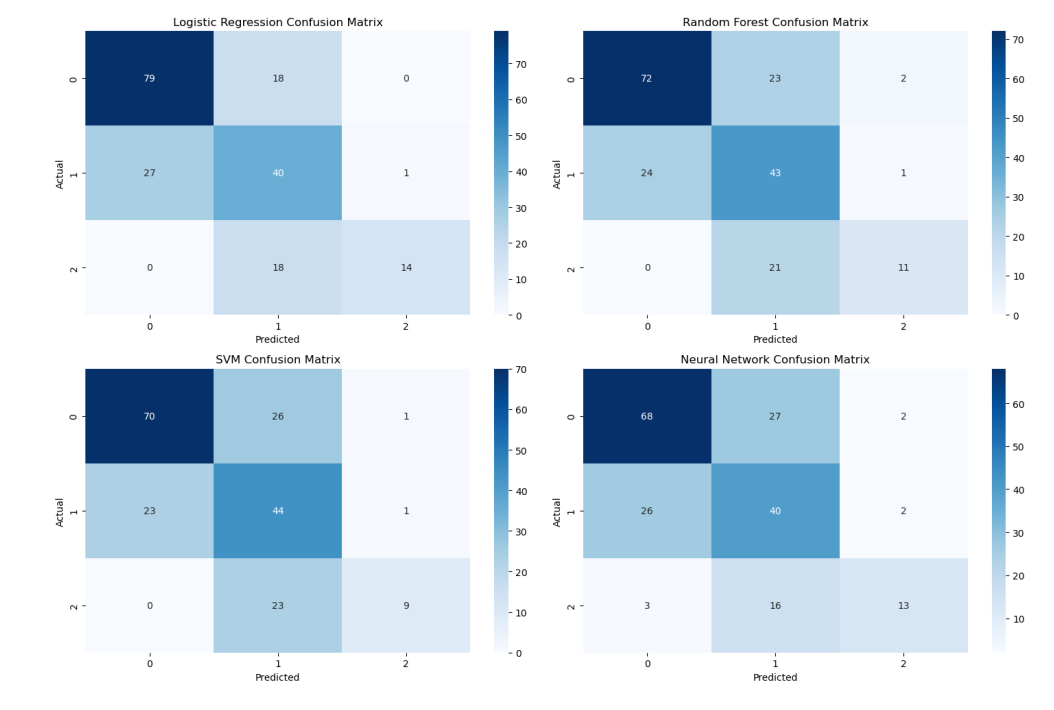 Logistic Regression Confusion Matrix
0 79 18 0
1 27 40 1
2 0 18 14
0 1 2
Actual
Predicted
70
60
50
40
30
20
10
0
Random Forest Confusion Matrix
0 72 23 2
1 24 43 1
2 0 21 11
0 1 2
Actual
Predicted
70
60
50
40
30
20
10
0
SVM Confusion Matrix
0 70 26 1
1 23 44 1
2 0 23 9
0 1 2
Actual
Predicted
70
60
50
40
30
20
10
0
Neural Network Confusion Matrix
0 68 27 2
1 26 40 2
2 3 16 13
0 1 2
Actual
Predicted
60
50
40
30
20
10